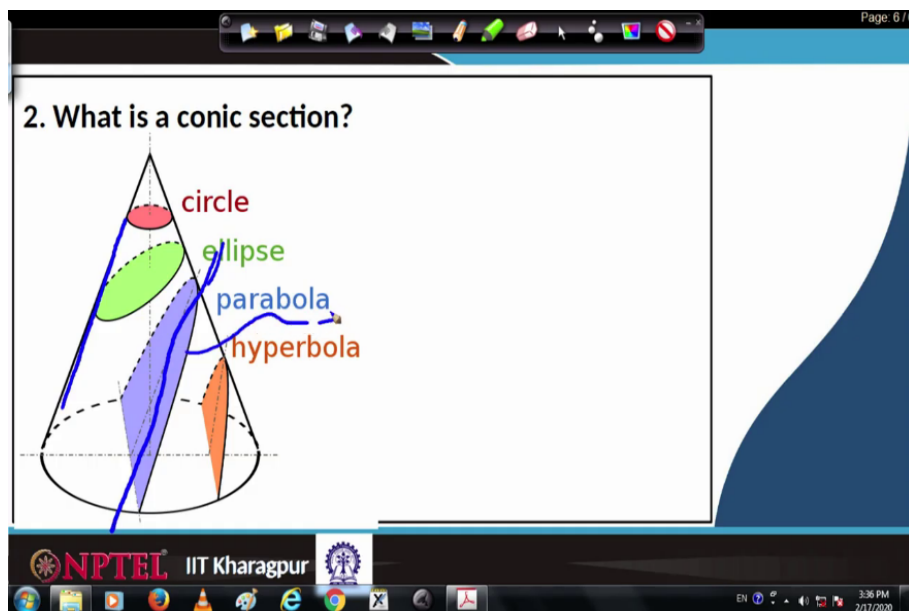 Page: 6 /
2. What is a conic section?
circle
ellipse
parabola
hyperbola
NPTEL IIT Kharagpur
EN
3:36 PM
2/17/2020